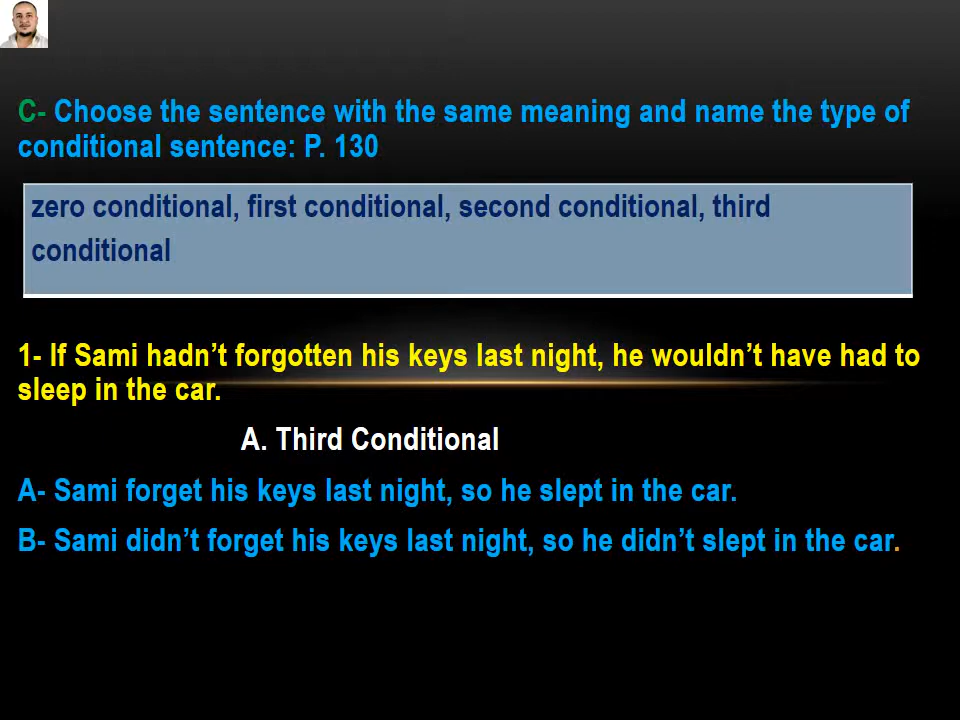 C- Choose the sentence with the same meaning and name the type of
conditional sentence: P. 130
zero conditional, first conditional, second conditional, third
conditional
1- If Sami hadn’t forgotten his keys last night, he wouldn’t have had to
sleep in the car.
A. Third Conditional
A- Sami forget his keys last night, so he slept in the car.
B- Sami didn’t forget his keys last night, so he didn’t slept in the car.